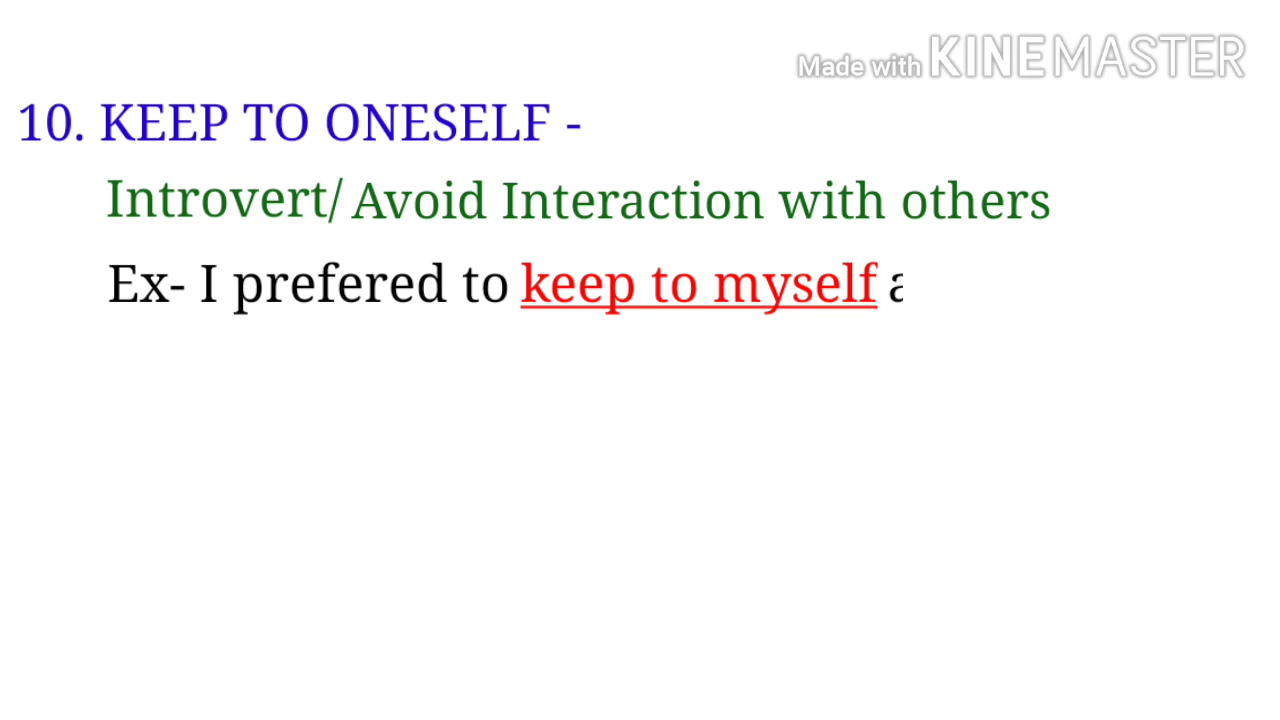 Made with KINEMASTER
10. KEEP TO ONESELF -
Introvert/ Avoid Interaction with others
Ex- I prefered to keep to myself a